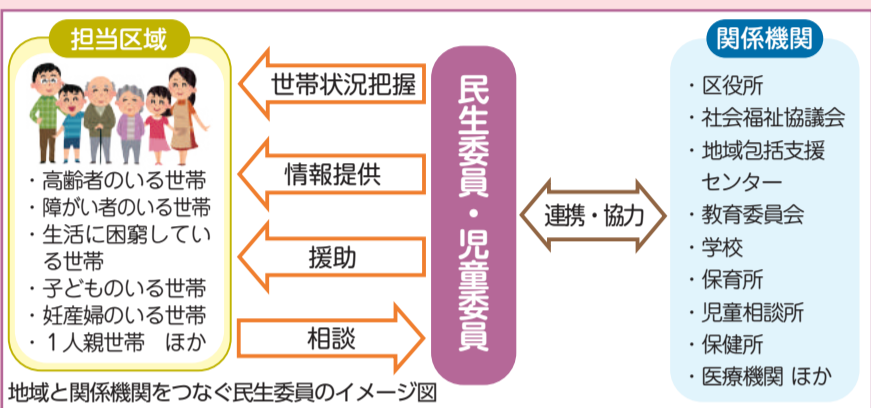 担当区域
・高齢者のいる世帯
・障がい者のいる世帯
・生活に困窮してい
る世帯
・子どものいる世帯
・妊産婦のいる世帯
・1人親世帯 ほか
世帯状況把握
情報提供
援助
相談
民生委員・児童委員
連携・協力
関係機関
・区役所
・社会福祉協議会
・地域包括支援
センター
・教育委員会
・学校
・保育所
・児童相談所
・保健所
・医療機関 ほか
地域と関係機関をつなぐ民生委員のイメージ図